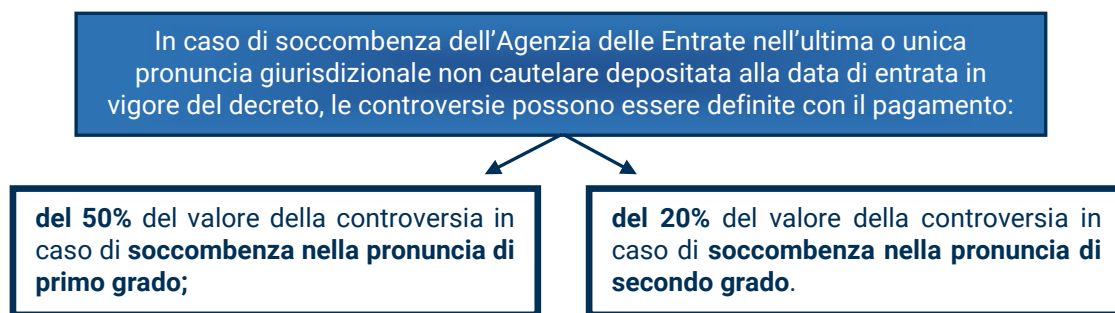 In caso di soccombenza dell’Agenzia delle Entrate nell’ultima o unica
pronuncia giurisdizionale non cautelare depositata alla data di entrata in
vigore del decreto, le controversie possono essere definite con il pagamento:
del 50% del valore della controversia in
caso di soccombenza nella pronuncia di
primo grado;
del 20% del valore della controversia in
caso di soccombenza nella pronuncia di
secondo grado.